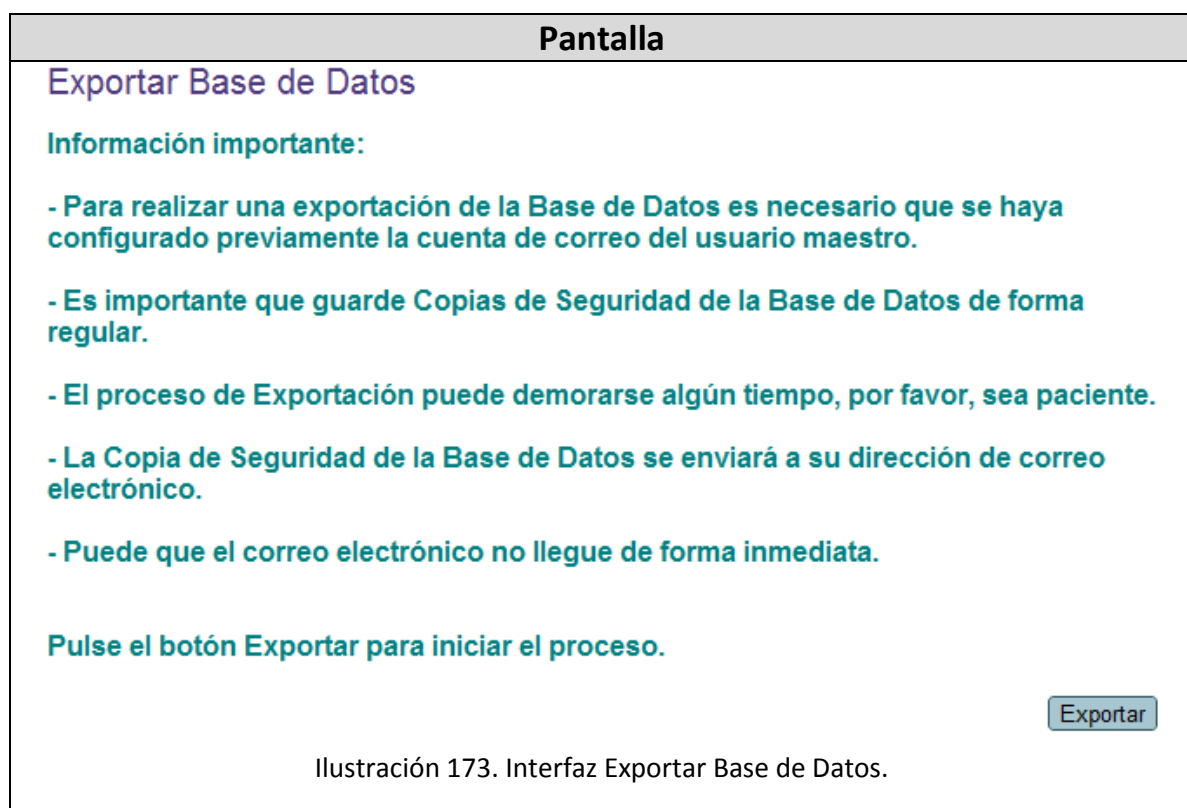 Pantalla
Exportar Base de Datos
Información importante:
- Para realizar una exportación de la Base de Datos es necesario que se haya
configurado previamente la cuenta de correo del usuario maestro.
- Es importante que guarde Copias de Seguridad de la Base de Datos de forma
regular.
- El proceso de Exportación puede demorarse algún tiempo, por favor, sea paciente.
- La Copia de Seguridad de la Base de Datos se enviará a su dirección de correo
electrónico.
- Puede que el correo electrónico no llegue de forma inmediata.
Pulse el botón Exportar para iniciar el proceso.
Exportar
Ilustración 173. Interfaz Exportar Base de Datos.